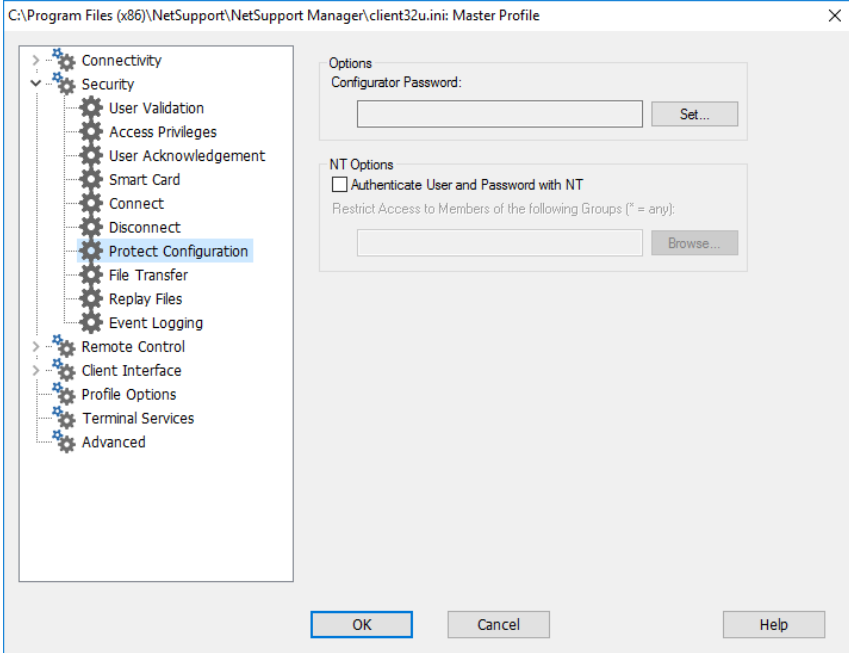 C:\Program Files (x86)\NetSupport\NetSupport Manager\client32u.ini: Master Profile
Connectivity
Security
User Validation
Access Privileges
User Acknowledgement
Smart Card
Connect
Disconnect
Protect Configuration
File Transfer
Replay Files
Event Logging
Remote Control
Client Interface
Profile Options
Terminal Services
Advanced
Options
Configurator Password:
Set...
NT Options
Authenticate User and Password with NT
Restrict Access to Members of the following Groups (* = any):
Browse...
OK
Cancel
Help